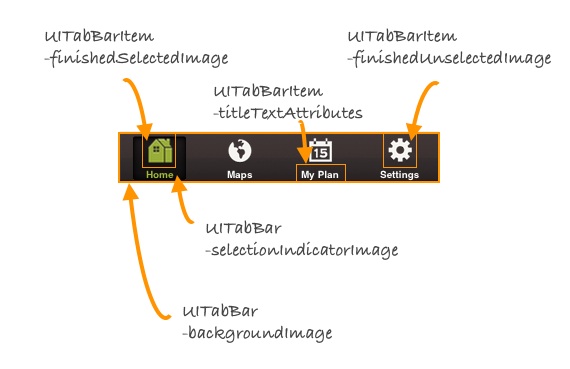 UITabBarItem
-finishedSelectedImage
UITabBarItem
-finishedUnselectedImage
UITabBarItem
-titleTextAttributes
15
Home
Maps
My Plan
Settings
UITabBar
-selectionIndicatorImage
UITabBar
-backgroundImage